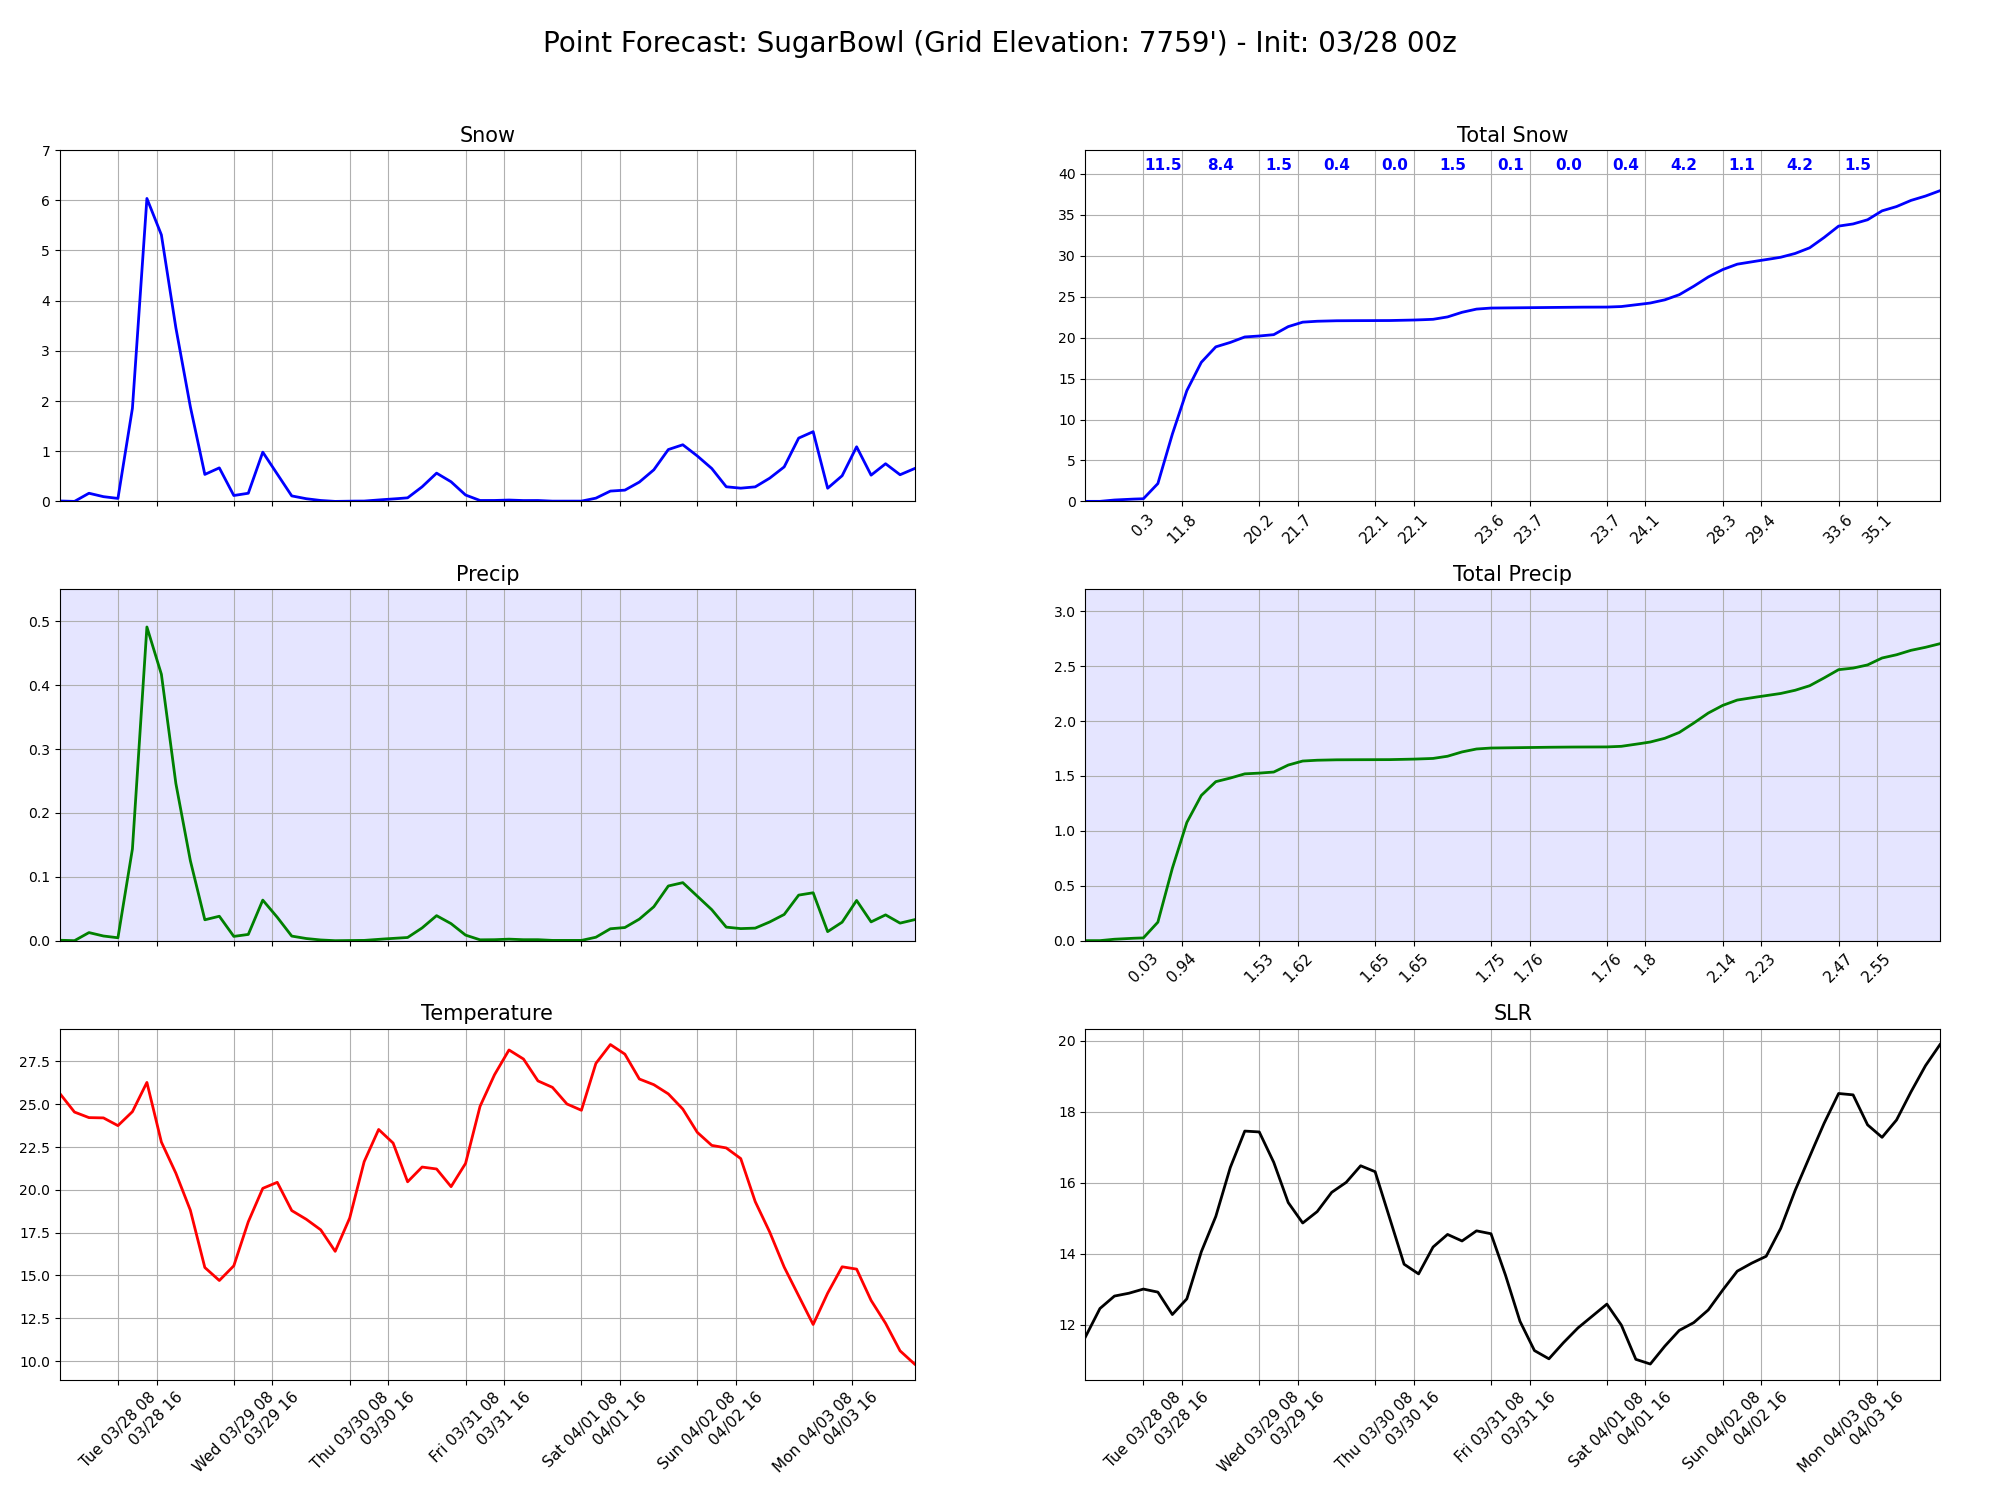 Point Forecast: SugarBowl (Grid Elevation: 7759') - Init: 03/28 00z
Snow
7
6
5
4
3
2
1
0
Total Snow
11.5 8.4 1.5 0.4 0.0 1.5 0.1 0.0 0.4 4.2 1.1 4.2 1.5
40
35
30
25
20
15
10
5
0
0.3 11.8 20.2 21.7 22.1 22.1 23.6 23.7 23.7 24.1 28.3 29.4 33.6 35.1
Precip
0.5
0.4
0.3
0.2
0.1
0.0
Total Precip
3.0
2.5
2.0
1.5
1.0
0.5
0.0
0.03 0.94 1.53 1.62 1.65 1.65 1.75 1.76 1.76 1.8 2.14 2.23 2.47 2.55
Temperature
27.5
25.0
22.5
20.0
17.5
15.0
12.5
10.0
Tue 03/28 08
03/28 16
Wed 03/29 08
03/29 16
Thu 03/30 08
03/30 16
Fri 03/31 08
03/31 16
Sat 04/01 08
04/01 16
Sun 04/02 08
04/02 16
Mon 04/03 08
04/03 16
SLR
20
18
16
14
12
Tue 03/28 08
03/28 16
Wed 03/29 08
03/29 16
Thu 03/30 08
03/30 16
Fri 03/31 08
03/31 16
Sat 04/01 08
04/01 16
Sun 04/02 08
04/02 16
Mon 04/03 08
04/03 16